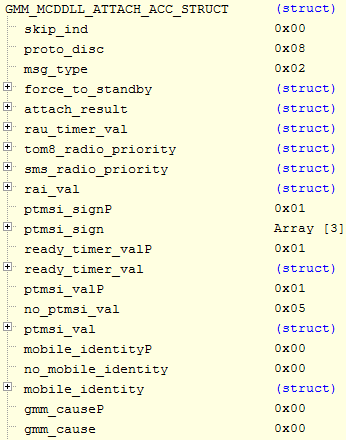 GMM_MCDDLL_ATTACH_ACC_STRUCT (struct)
skip_ind 0x00
proto_disc 0x08
msg_type 0x02
force_to_standby (struct)
attach_result (struct)
rau_timer_val (struct)
tom8_radio_priority (struct)
sms_radio_priority (struct)
rai_val (struct)
ptmsi_signP 0x01
ptmsi_sign Array [3]
ready_timer_valP 0x01
ready_timer_val (struct)
ptmsi_valP 0x01
no_ptmsi_val 0x05
ptmsi_val (struct)
mobile_identityP 0x00
no_mobile_identity 0x00
mobile_identity (struct)
gmm_causeP 0x00
gmm_cause 0x00